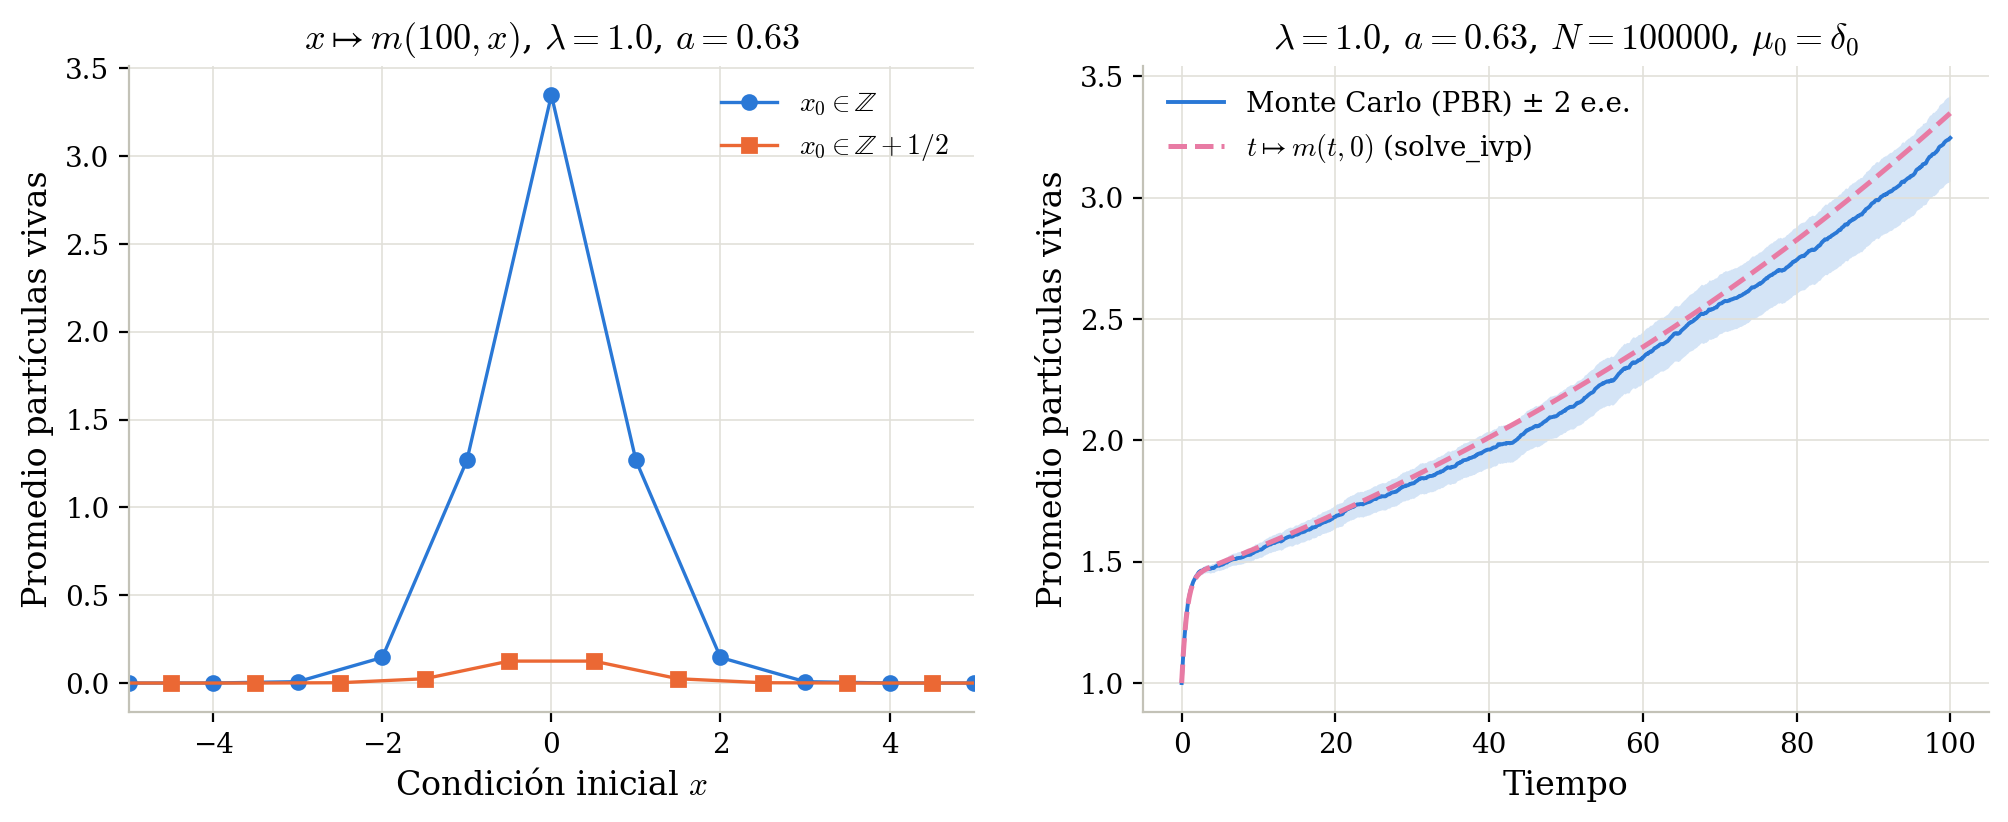 x ↦ m(100, x), λ = 1.0, a = 0.63
3.5
3.0
2.5
2.0
1.5
1.0
0.5
0.0
Promedio partículas vivas
x₀ ∈ ℤ
x₀ ∈ ℤ + 1/2
−4
−2
0
2
4
Condición inicial x
λ = 1.0, a = 0.63, N = 100000, μ₀ = δ₀
3.5
3.0
2.5
2.0
1.5
1.0
Promedio partículas vivas
Monte Carlo (PBR) ± 2 e.e.
t ↦ m(t, 0) (solve_ivp)
0
20
40
60
80
100
Tiempo